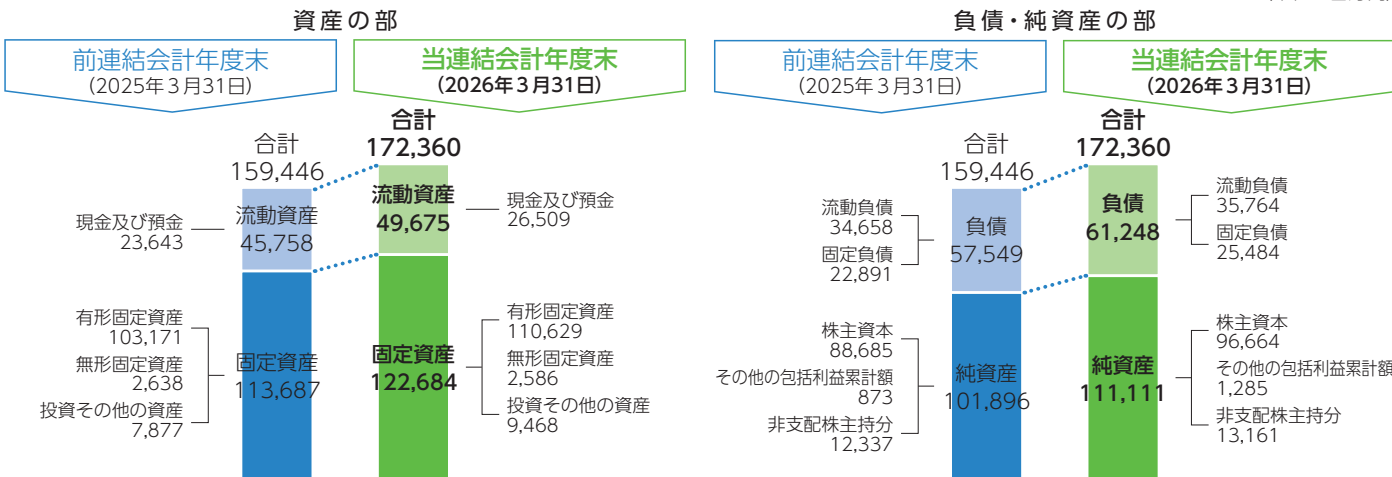 資産の部
前連結会計年度末
(2025年3月31日)
当連結会計年度末
(2026年3月31日)
合計
159,446
合計
172,360
現金及び預金
23,643
流動資産
45,758
流動資産
49,675
現金及び預金
26,509
有形固定資産
103,171
無形固定資産
2,638
投資その他の資産
7,877
固定資産
113,687
固定資産
122,684
有形固定資産
110,629
無形固定資産
2,586
投資その他の資産
9,468
負債・純資産の部
前連結会計年度末
(2025年3月31日)
当連結会計年度末
(2026年3月31日)
合計
159,446
合計
172,360
流動負債
34,658
固定負債
22,891
負債
57,549
負債
61,248
流動負債
35,764
固定負債
25,484
株主資本
88,685
その他の包括利益累計額
873
非支配株主持分
12,337
純資産
101,896
純資産
111,111
株主資本
96,664
その他の包括利益累計額
1,285
非支配株主持分
13,161